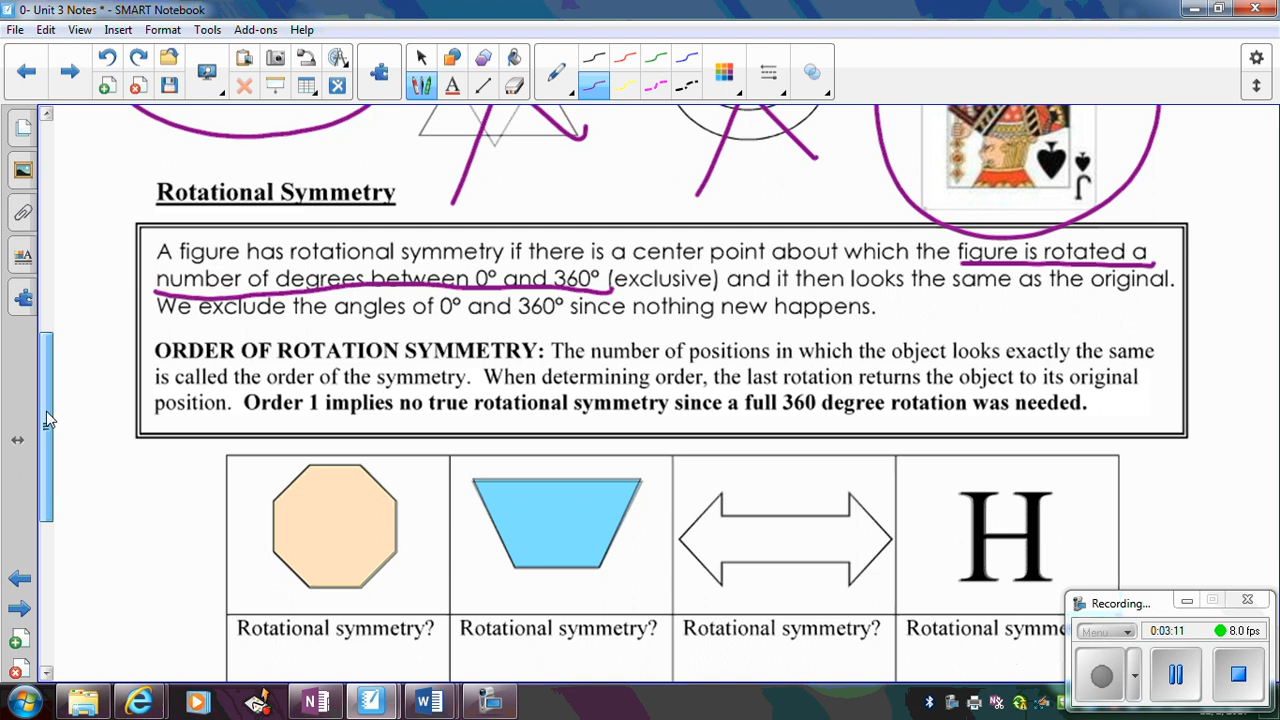 0- Unit 3 Notes * - SMART Notebook
File Edit View Insert Format Tools Add-ons Help
Rotational Symmetry
A figure has rotational symmetry if there is a center point about which the figure is rotated a
number of degrees between 0° and 360° (exclusive) and it then looks the same as the original.
We exclude the angles of 0° and 360° since nothing new happens.
ORDER OF ROTATION SYMMETRY: The number of positions in which the object looks exactly the same
is called the order of the symmetry. When determining order, the last rotation returns the object to its original
position. Order 1 implies no true rotational symmetry since a full 360 degree rotation was needed.
H
Rotational symmetry? Rotational symmetry? Rotational symmetry? Rotational symme
Recording...
Menu 0:03:11 8.0 fps